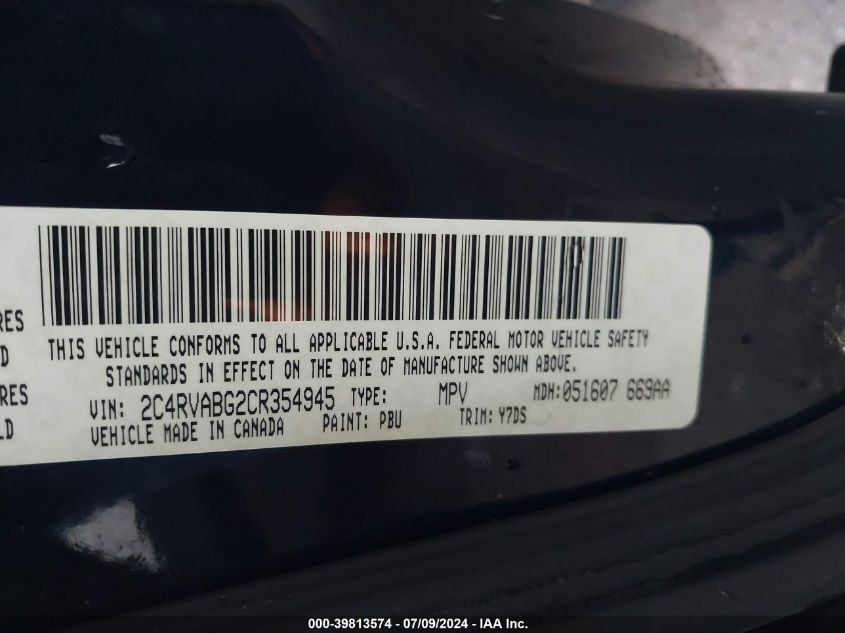 RES
THIS VEHICLE CONFORMS TO ALL APPLICABLE U.S.A. FEDERAL MOTOR VEHICLE SAFETY
D
STANDARDS IN EFFECT ON THE DATE OF MANUFACTURE SHOWN ABOVE.
RES
VIN: 2C4RVABG2CR354945 TYPE: MPV MDH:051607 669AA
LD
VEHICLE MADE IN CANADA PAINT: PBU TRIM: Y7DS
000-39813574 / 07/09/2024 - IAA Inc.